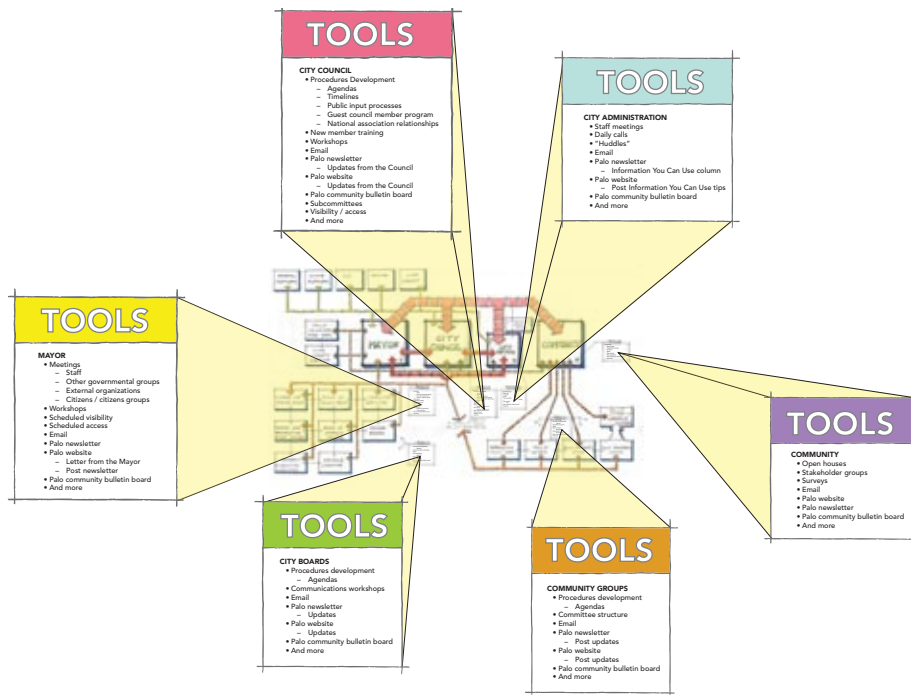 TOOLS
CITY COUNCIL
• Procedures Development
– Agendas
– Timelines
– Public input processes
– Guest council member program
– National association relationships
• New member training
• Workshops
• Email
• Palo newsletter
– Updates from the Council
• Palo website
– Updates from the Council
• Palo community bulletin board
• Subcommittees
• Visibility / access
• And more
TOOLS
CITY ADMINISTRATION
• Staff meetings
• Daily calls
• "Huddles"
• Email
• Palo newsletter
– Information You Can Use column
• Palo website
– Post Information You Can Use tips
• Palo community bulletin board
• And more
TOOLS
MAYOR
• Meetings
– Staff
– Other governmental groups
– External organizations
– Citizens / citizens groups
• Workshops
• Scheduled visibility
• Scheduled access
• Email
• Palo newsletter
• Palo website
– Letter from the Mayor
– Post newsletter
• Palo community bulletin board
• And more
MAYOR
CITY
COUNCIL
TOOLS
COMMUNITY
• Open houses
• Stakeholder groups
• Surveys
• Email
• Palo website
• Palo newsletter
• Palo community bulletin board
• And more
TOOLS
CITY BOARDS
• Procedures development
– Agendas
• Communications workshops
• Email
• Palo newsletter
– Updates
• Palo website
– Updates
• Palo community bulletin board
• And more
TOOLS
COMMUNITY GROUPS
• Procedures development
– Agendas
• Committee structure
• Email
• Palo newsletter
– Post updates
• Palo website
– Post updates
• Palo community bulletin board
• And more